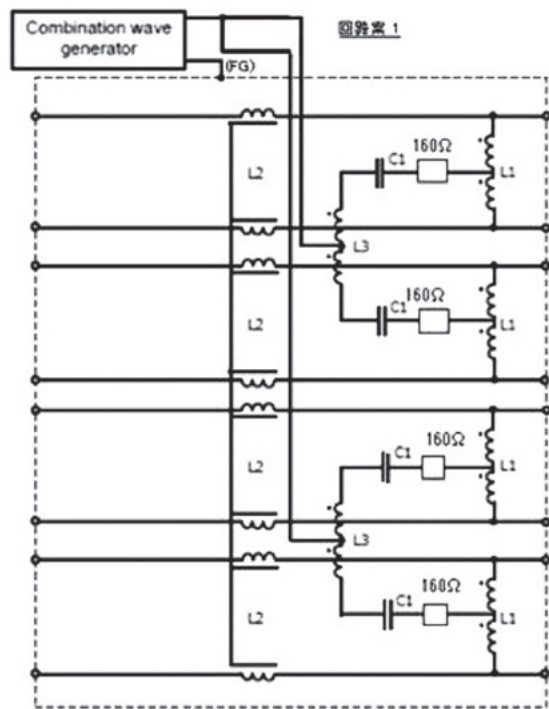 Combination wave
generator
回路案 1
(FG)
160Ω
C1
L2
L1
L3
160Ω
C1
L2
L1
160Ω
C1
L2
L1
L3
160Ω
C1
L2
L1